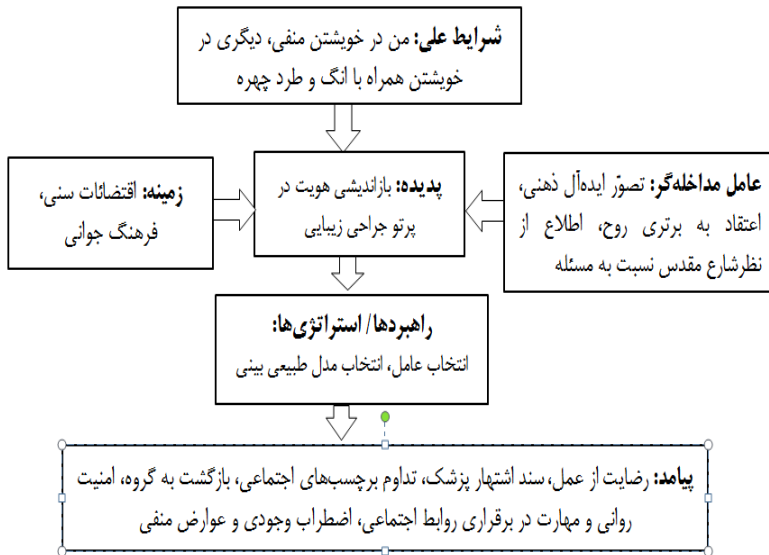 شرایط علی: من در خویشتن منفی، دیگری در
خویشتن همراه با انگ و طرد چهره
زمینه: اقتضائات سنی،
فرهنگ جوانی
پدیده: بازاندیشی هویت در
پرتو جراحی زیبایی
عامل مداخله‌گر: تصوّر ایده‌آل ذهنی،
اعتقاد به برتری روح، اطلاع از
نظرشارع مقدس نسبت به مسئله
راهبردها/ استراتژی‌ها:
انتخاب عامل، انتخاب مدل طبیعی بینی
پیامد: رضایت از عمل، سند اشتهار پزشک، تداوم برچسب‌های اجتماعی، بازگشت به گروه، امنیت
روانی و مهارت در برقراری روابط اجتماعی، اضطراب وجودی و عوارض منفی